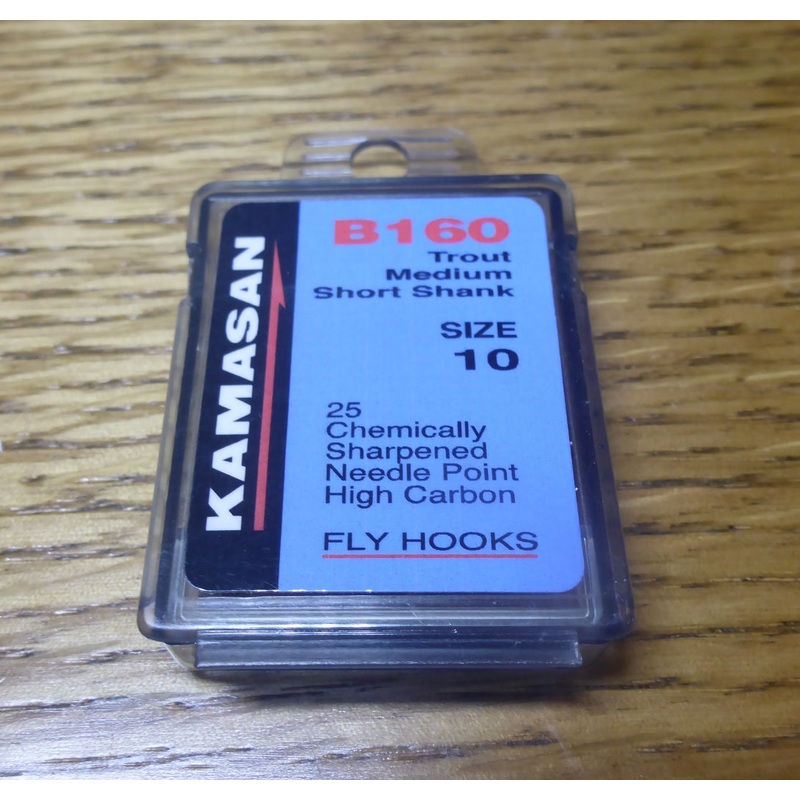 KAMASAN
B160
Trout
Medium
Short Shank
SIZE
10
25
Chemically
Sharpened
Needle Point
High Carbon
FLY HOOKS